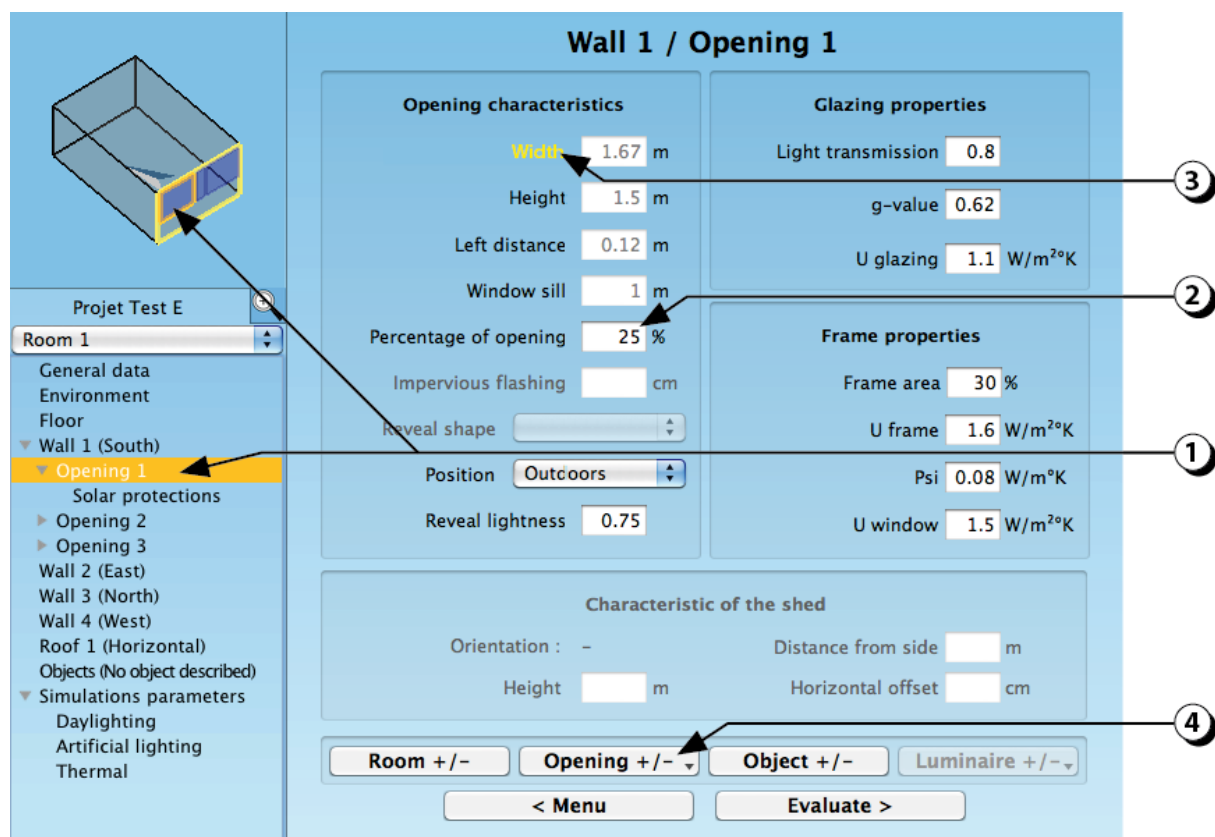 Wall 1 / Opening 1
Opening characteristics
Width 1.67 m
Height 1.5 m
Left distance 0.12 m
Window sill 1 m
Percentage of opening 25 %
Impervious flashing cm
Reveal shape
Position Outdoors
Reveal lightness 0.75
Glazing properties
Light transmission 0.8
g-value 0.62
U glazing 1.1 W/m²°K
Frame properties
Frame area 30 %
U frame 1.6 W/m²°K
Psi 0.08 W/m°K
U window 1.5 W/m²°K
Characteristic of the shed
Orientation : –
Distance from side m
Height m
Horizontal offset cm
Room +/-
Opening +/-
Object +/-
Luminaire +/-
< Menu
Evaluate >
Projet Test E
Room 1
General data
Environment
Floor
Wall 1 (South)
Opening 1
Solar protections
Opening 2
Opening 3
Wall 2 (East)
Wall 3 (North)
Wall 4 (West)
Roof 1 (Horizontal)
Objects (No object described)
Simulations parameters
Daylighting
Artificial lighting
Thermal
3
2
1
4